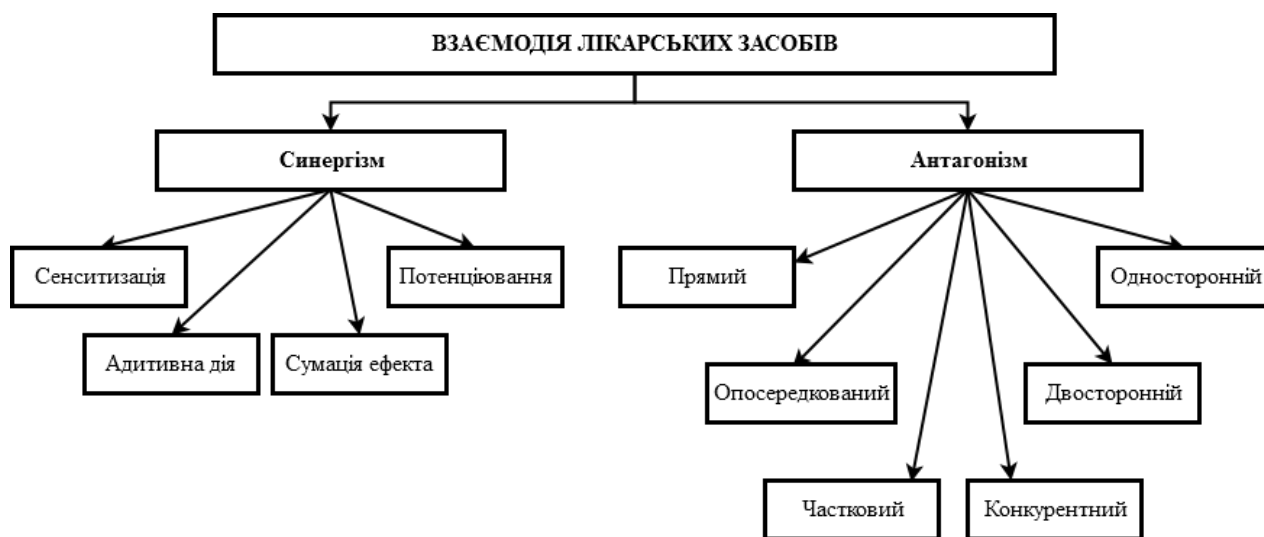 ВЗАЄМОДІЯ ЛІКАРСЬКИХ ЗАСОБІВ
Синергізм
Антагонізм
Сенситизація
Потенціювання
Прямий
Односторонній
Адитивна дія
Сумація ефекта
Опосередкований
Двосторонній
Частковий
Конкурентний